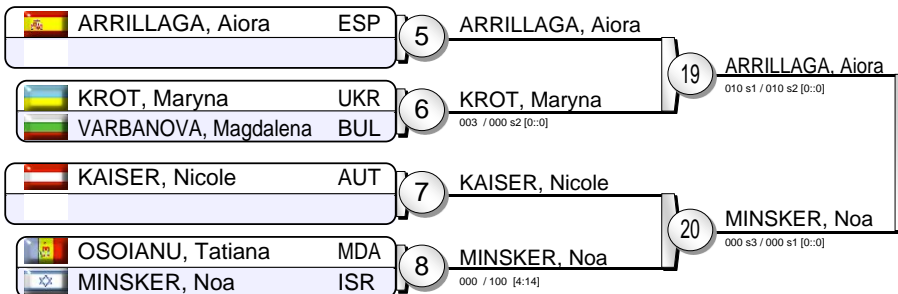 ARRILLAGA, Aiora ESP
5
ARRILLAGA, Aiora
19
ARRILLAGA, Aiora
010 s1 / 010 s2 [0::0]
KROT, Maryna UKR
VARBANOVA, Magdalena BUL
6
KROT, Maryna
003 / 000 s2 [0::0]
KAISER, Nicole AUT
7
KAISER, Nicole
20
MINSKER, Noa
000 s3 / 000 s1 [0::0]
OSOIANU, Tatiana MDA
MINSKER, Noa ISR
8
MINSKER, Noa
000 / 100 [4:14]